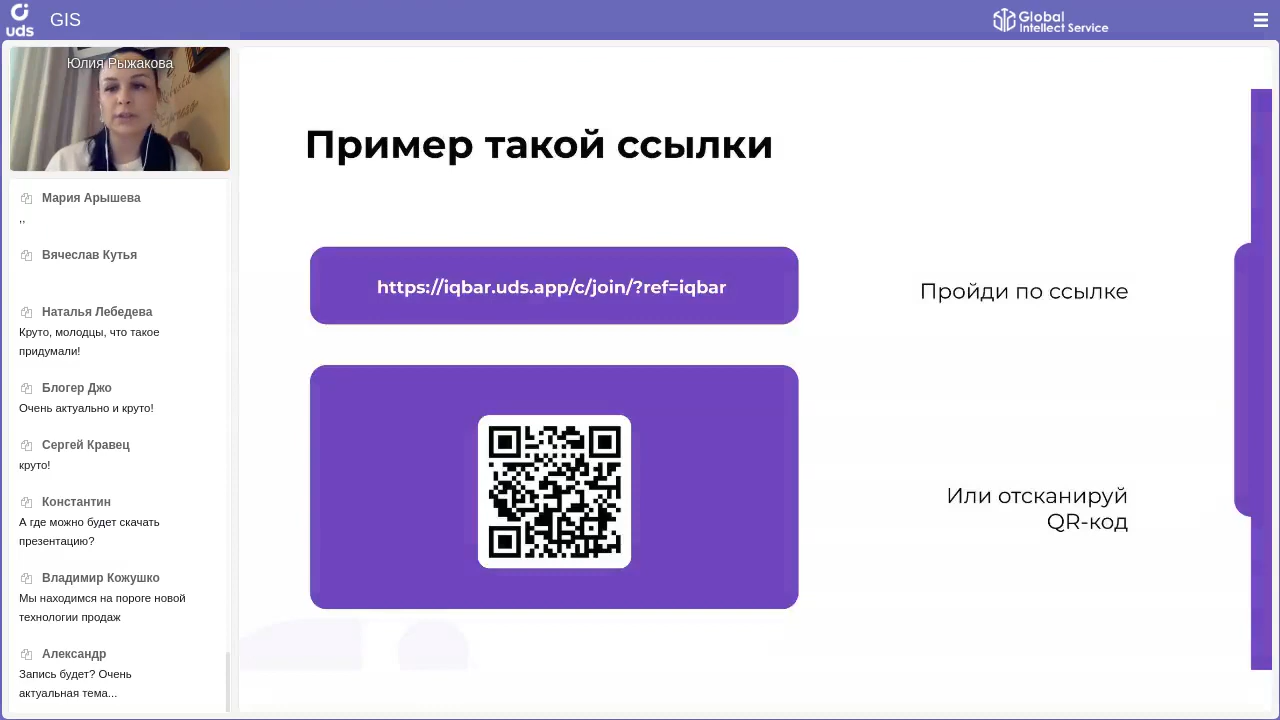 uds
GIS
Global
Intellect Service
Юлия Рыжакова
Мария Арышева
,,
Вячеслав Кутья
Наталья Лебедева
Круто, молодцы, что такое
придумали!
Блогер Джо
Очень актуально и круто!
Сергей Кравец
круто!
Константин
А где можно будет скачать
презентацию?
Владимир Кожушко
Мы находимся на пороге новой
технологии продаж
Александр
Запись будет? Очень
актуальная тема...
Пример такой ссылки
https://iqbar.uds.app/c/join/?ref=iqbar
Пройди по ссылке
Или отсканируй
QR-код